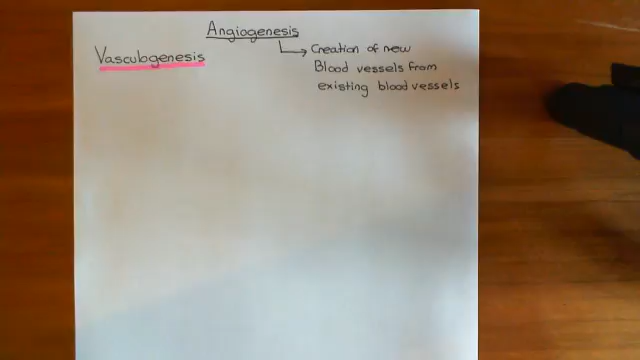 Angiogenesis
Creation of new
Blood vessels from
existing blood vessels
Vasculogenesis